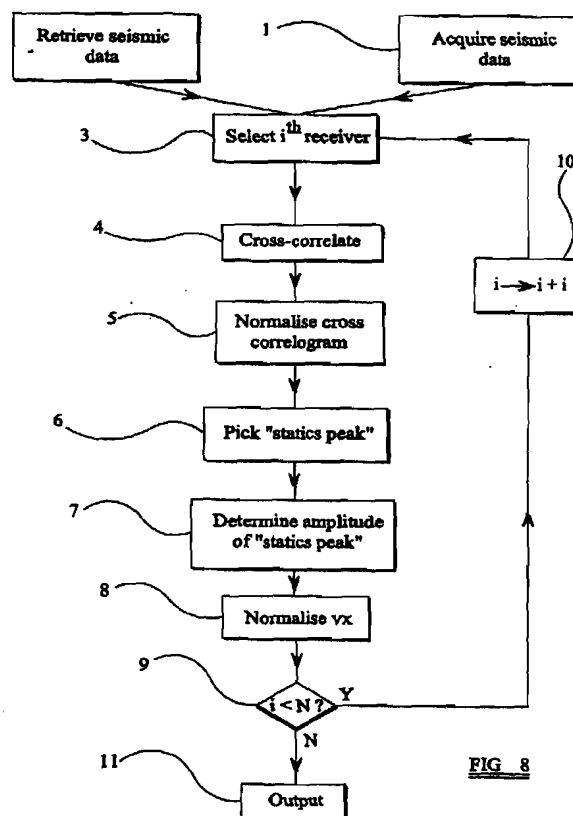 Retrieve seismic
data
1
Acquire seismic
data
3
Select i th receiver
10
4
Cross-correlate
i → i + i
5
Normalise cross
correlogram
6
Pick "statics peak"
7
Determine amplitude
of "statics peak"
8
Normalise vx
9
i < N ?
Y
N
11
Output
FIG 8